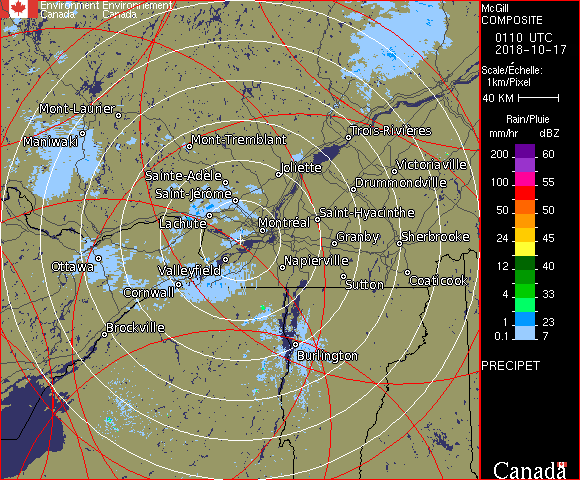 Environment Environnement
Canada Canada
McGill
COMPOSITE
0110 UTC
2018-10-17
Scale/Échelle:
1km/Pixel
40 KM
Rain/Pluie
mm/hr dBZ
200 60
100 55
50 50
24 45
12 40
4 33
1 23
0.1 7
PRECIPET
Canada
Mont-Laurier
Maniwaki
Mont-Tremblant
Trois-Rivières
Joliette
Victoriaville
Sainte-Adèle
Drummondville
Saint-Jérôme
Lachute
Saint-Hyacinthe
Montréal
Granby
Sherbrooke
Ottawa
Valleyfield
Napierville
Sutton
Coaticook
Cornwall
Brockville
Burlington